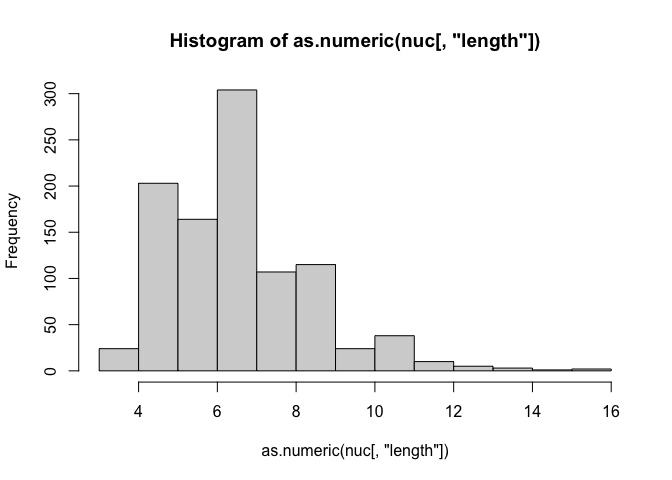 Histogram of as.numeric(nuc[, "length"])
Frequency
300
250
200
150
100
50
0
4 6 8 10 12 14 16
as.numeric(nuc[, "length"])